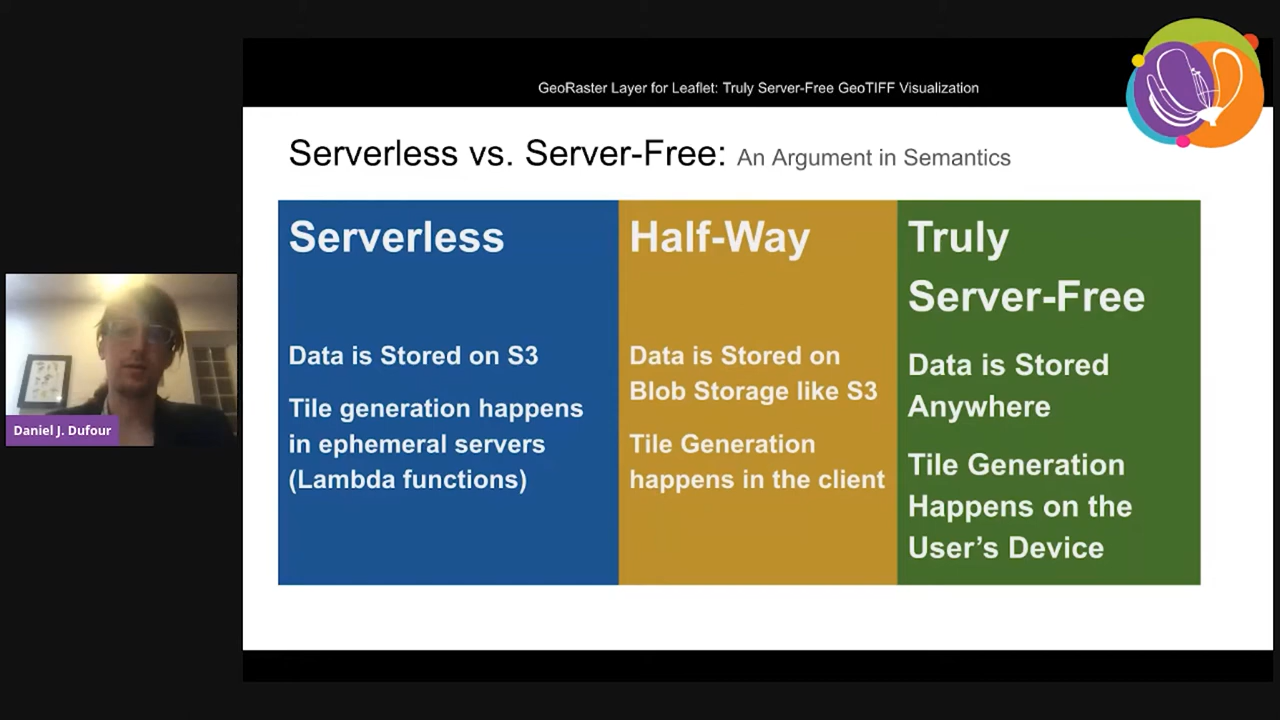 GeoRaster Layer for Leaflet: Truly Server-Free GeoTIFF Visualization
Serverless vs. Server-Free: An Argument in Semantics
Serverless
Data is Stored on S3
Tile generation happens
in ephemeral servers
(Lambda functions)
Half-Way
Data is Stored on
Blob Storage like S3
Tile Generation
happens in the client
Truly
Server-Free
Data is Stored
Anywhere
Tile Generation
Happens on the
User’s Device
Daniel J. Dufour